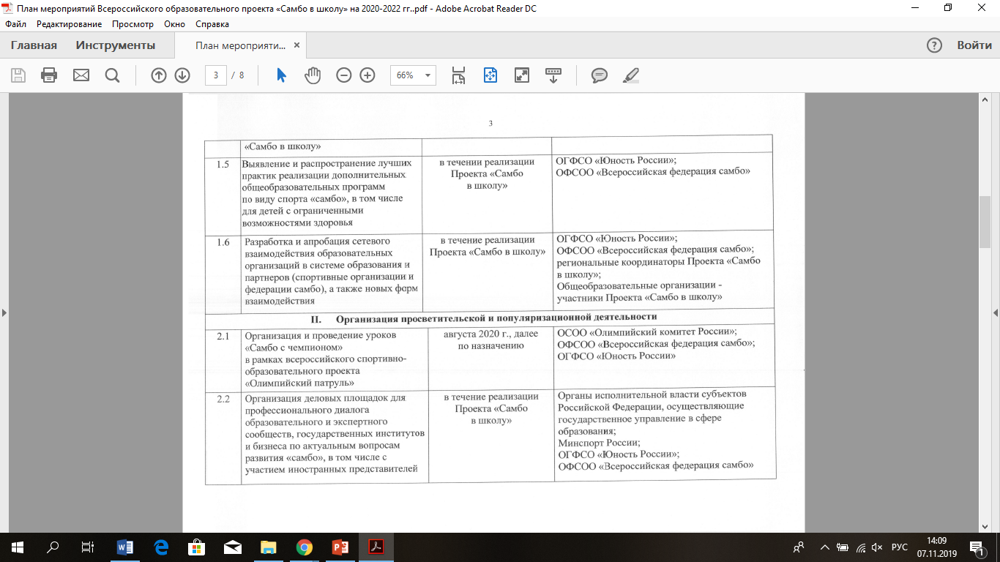 План мероприятий Всероссийского образовательного проекта «Самбо в школу» на 2020-2022 гг..pdf - Adobe Acrobat Reader DC
Файл Редактирование Просмотр Окно Справка
Главная Инструменты План мероприяти... × ? Войти
3 / 8 66%
3
«Самбо в школу»
1.5 Выявление и распространение лучших
практик реализации дополнительных
общеобразовательных программ
по виду спорта «самбо», в том числе
для детей с ограниченными
возможностями здоровья
в течении реализации
Проекта «Самбо
в школу»
ОГФСО «Юность России»;
ОФСОО «Всероссийская федерация самбо»
1.6 Разработка и апробация сетевого
взаимодействия образовательных
организаций в системе образования и
партнеров (спортивные организации и
федерации самбо), а также новых форм
взаимодействия
в течение реализации
Проекта «Самбо в школу»
ОГФСО «Юность России»;
ОФСОО «Всероссийская федерация самбо»;
региональные координаторы Проекта «Самбо
в школу»;
Общеобразовательные организации -
участники Проекта «Самбо в школу»
II. Организация просветительской и популяризационной деятельности
2.1 Организация и проведение уроков
«Самбо с чемпионом»
в рамках всероссийского спортивно-
образовательного проекта
«Олимпийский патруль»
августа 2020 г., далее
по назначению
ОСОО «Олимпийский комитет России»;
ОФСОО «Всероссийская федерация самбо»;
ОГФСО «Юность России»
2.2 Организация деловых площадок для
профессионального диалога
образовательного и экспертного
сообществ, государственных институтов
и бизнеса по актуальным вопросам
развития «самбо», в том числе с
участием иностранных представителей
в течение реализации
Проекта «Самбо
в школу»
Органы исполнительной власти субъектов
Российской Федерации, осуществляющие
государственное управление в сфере
образования;
Минспорт России;
ОГФСО «Юность России»;
ОФСОО «Всероссийская федерация самбо»
РУС
14:09
07.11.2019
1